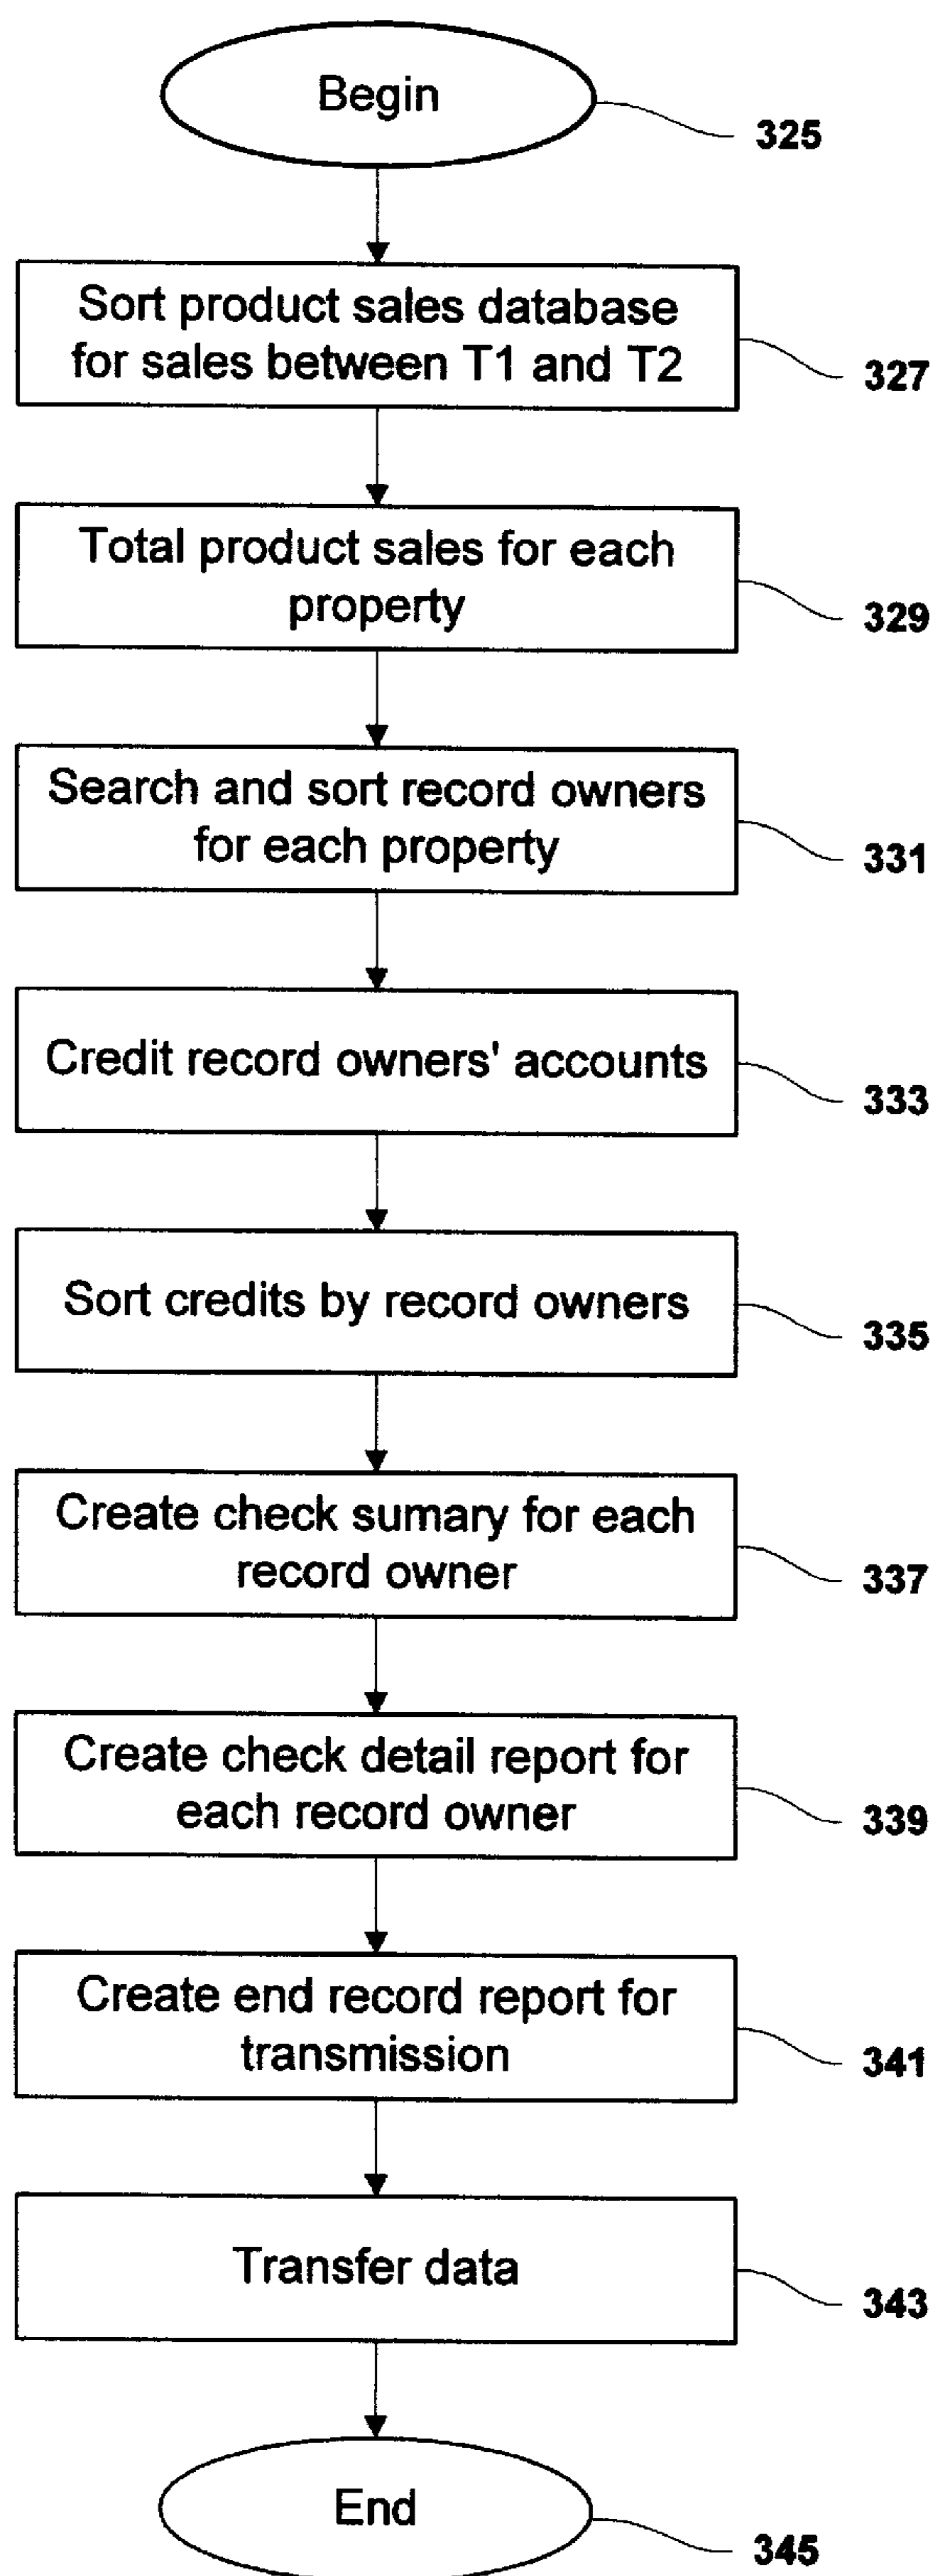 Begin
325
Sort product sales database
for sales between T1 and T2
327
Total product sales for each
property
329
Search and sort record owners
for each property
331
Credit record owners' accounts
333
Sort credits by record owners
335
Create check sumary for each
record owner
337
Create check detail report for
each record owner
339
Create end record report for
transmission
341
Transfer data
343
End
345